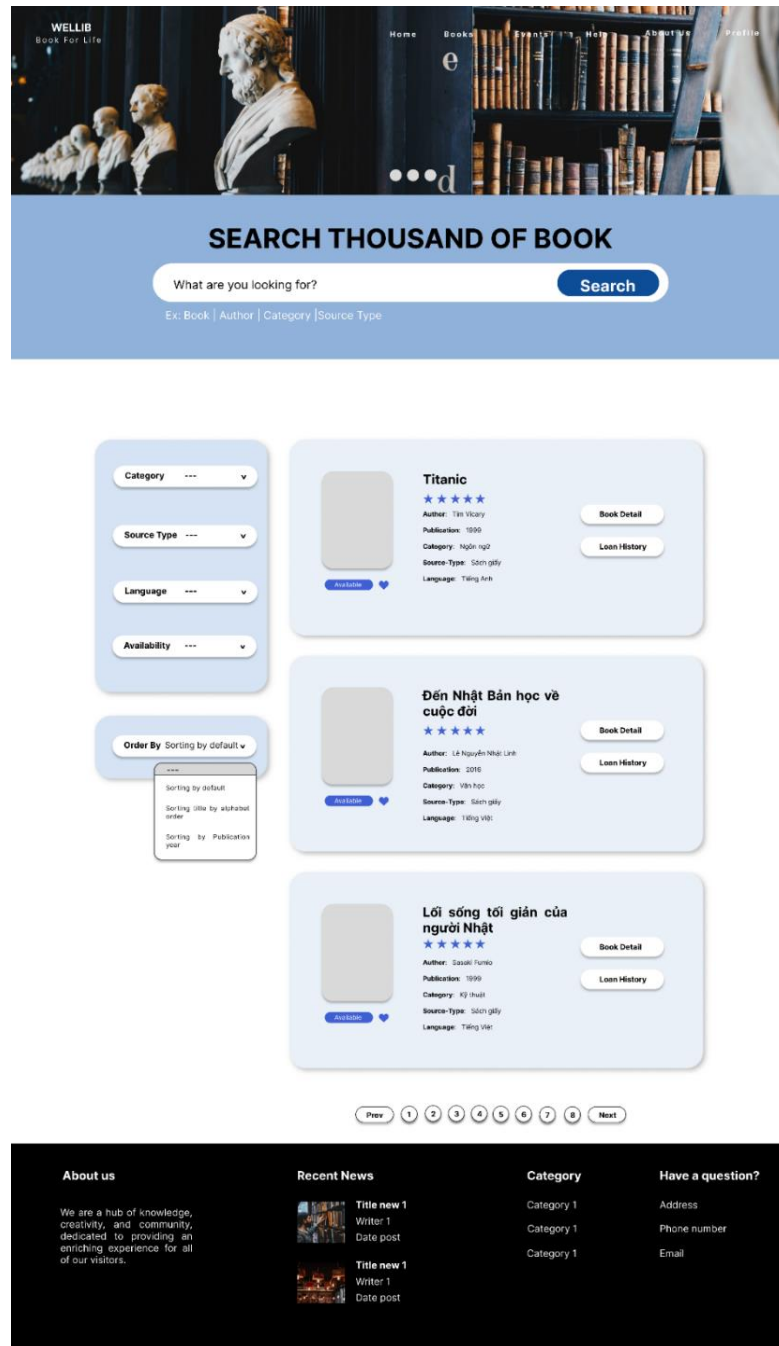 WELLIB
Book For Life
Home Books Events Help About Us Profile
e
d
SEARCH THOUSAND OF BOOK
What are you looking for?
Search
Ex: Book | Author | Category |Source Type
Category --- v
Source Type --- v
Language --- v
Availability --- v
Order By Sorting by default v
---
Sorting by default
Sorting title by alphabet
order
Sorting by Publication
year
Titanic
Author: Tim Vicary
Publication: 1999
Category: Ngôn ngữ
Source-Type: Sách giấy
Language: Tiếng Anh
Available
Book Detail
Loan History
Đến Nhật Bản học về
cuộc đời
Author: Lê Nguyễn Nhật Linh
Publication: 2016
Category: Văn học
Source-Type: Sách giấy
Language: Tiếng Việt
Available
Book Detail
Loan History
Lối sống tối giản của
người Nhật
Author: Sasaki Fumio
Publication: 1999
Category: Kỹ thuật
Source-Type: Sách giấy
Language: Tiếng Việt
Available
Book Detail
Loan History
Prev 1 2 3 4 5 6 7 8 Next
About us
We are a hub of knowledge,
creativity, and community,
dedicated to providing an
enriching experience for all
of our visitors.
Recent News
Title new 1
Writer 1
Date post
Title new 1
Writer 1
Date post
Category
Category 1
Category 1
Category 1
Have a question?
Address
Phone number
Email